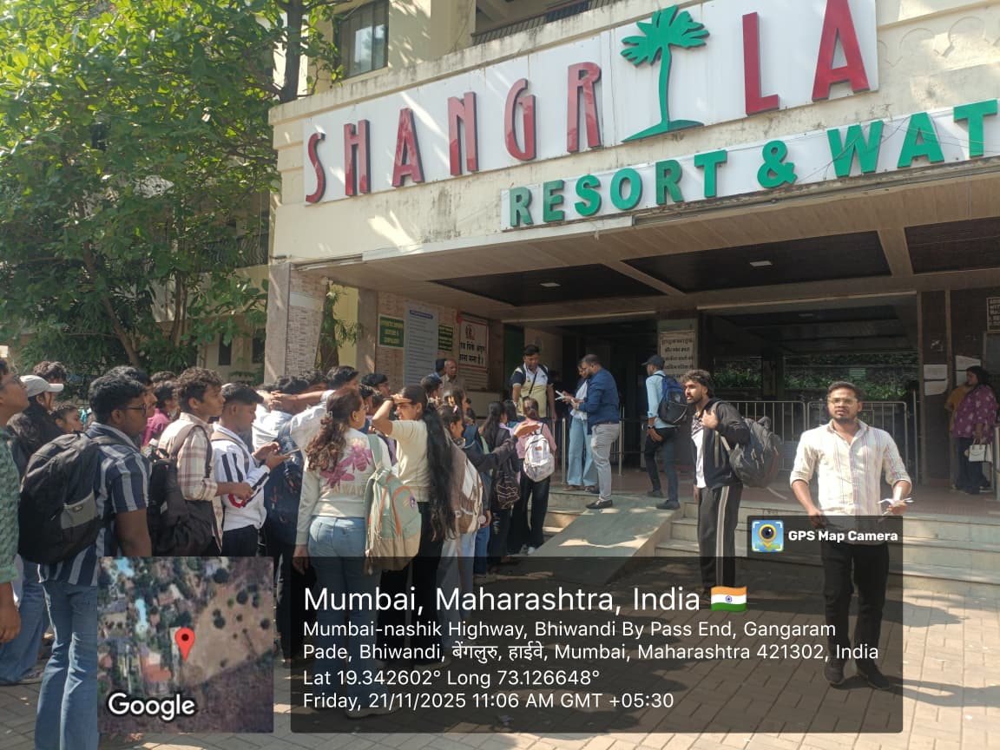 SHANGRI LA
RESORT & WAT
GPS Map Camera
Mumbai, Maharashtra, India 🇮🇳
Mumbai-nashik Highway, Bhiwandi By Pass End, Gangaram
Pade, Bhiwandi, बेंगलुरु, हाईवे, Mumbai, Maharashtra 421302, India
Lat 19.342602° Long 73.126648°
Friday, 21/11/2025 11:06 AM GMT +05:30
Google